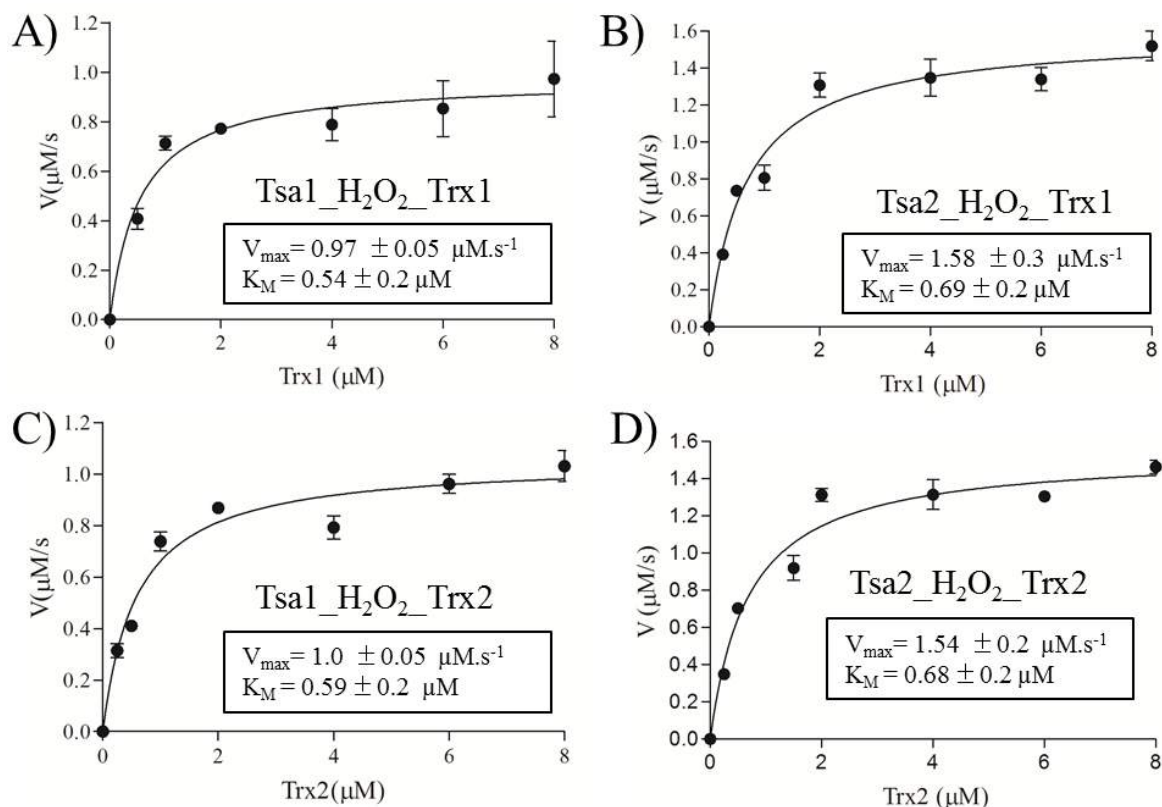 A)
1.2
1.0
0.8
0.6
0.4
0.2
0.0
V(μM/s)
Tsa1_H₂O₂_Trx1
Vmax= 0.97 ± 0.05 μM.s⁻¹
KM = 0.54 ± 0.2 μM
0 2 4 6 8
Trx1 (μM)
B)
1.6
1.4
1.2
1.0
0.8
0.6
0.4
0.2
0.0
V (μM/s)
Tsa2_H₂O₂_Trx1
Vmax= 1.58 ± 0.3 μM.s⁻¹
KM = 0.69 ± 0.2 μM
0 2 4 6 8
Trx1 (μM)
C)
1.2
1.0
0.8
0.6
0.4
0.2
0.0
V(μM/s)
Tsa1_H₂O₂_Trx2
Vmax= 1.0 ± 0.05 μM.s⁻¹
KM = 0.59 ± 0.2 μM
0 2 4 6 8
Trx2(μM)
D)
1.6
1.4
1.2
1.0
0.8
0.6
0.4
0.2
0.0
V (μM/s)
Tsa2_H₂O₂_Trx2
Vmax= 1.54 ± 0.2 μM.s⁻¹
KM = 0.68 ± 0.2 μM
0 2 4 6 8
Trx2 (μM)